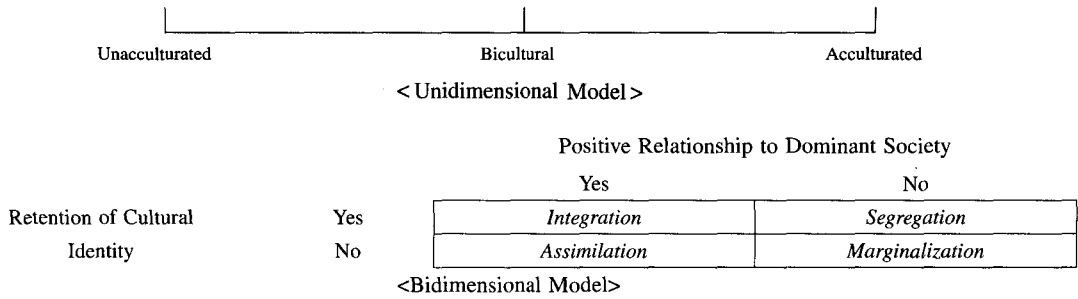 Unacculturated Bicultural Acculturated
< Unidimensional Model >
Positive Relationship to Dominant Society
Yes No
Retention of Cultural Yes Integration Segregation
Identity No Assimilation Marginalization
<Bidimensional Model>